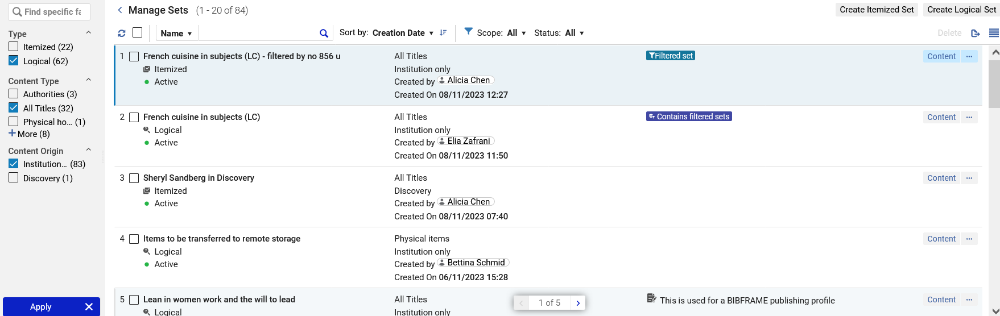 Find specific fa
Type
Itemized (22)
Logical (62)
Content Type
Authorities (3)
All Titles (32)
Physical ho... (1)
More (8)
Content Origin
Institution... (83)
Discovery (1)
Apply
Manage Sets (1 - 20 of 84)
Create Itemized Set
Create Logical Set
Name
Sort by: Creation Date
Scope: All
Status: All
Delete
1 French cuisine in subjects (LC) - filtered by no 856 u
Itemized
Active
All Titles
Institution only
Created by Alicia Chen
Created On 08/11/2023 12:27
Filtered set
Content
2 French cuisine in subjects (LC)
Logical
Active
All Titles
Institution only
Created by Elia Zafrani
Created On 08/11/2023 11:50
Contains filtered sets
Content
3 Sheryl Sandberg in Discovery
Itemized
Active
All Titles
Discovery
Created by Alicia Chen
Created On 08/11/2023 07:40
Content
4 Items to be transferred to remote storage
Logical
Active
Physical items
Institution only
Created by Bettina Schmid
Created On 06/11/2023 15:28
Content
5 Lean in women work and the will to lead
Logical
All Titles
Institution only
This is used for a BIBFRAME publishing profile
Content
1 of 5